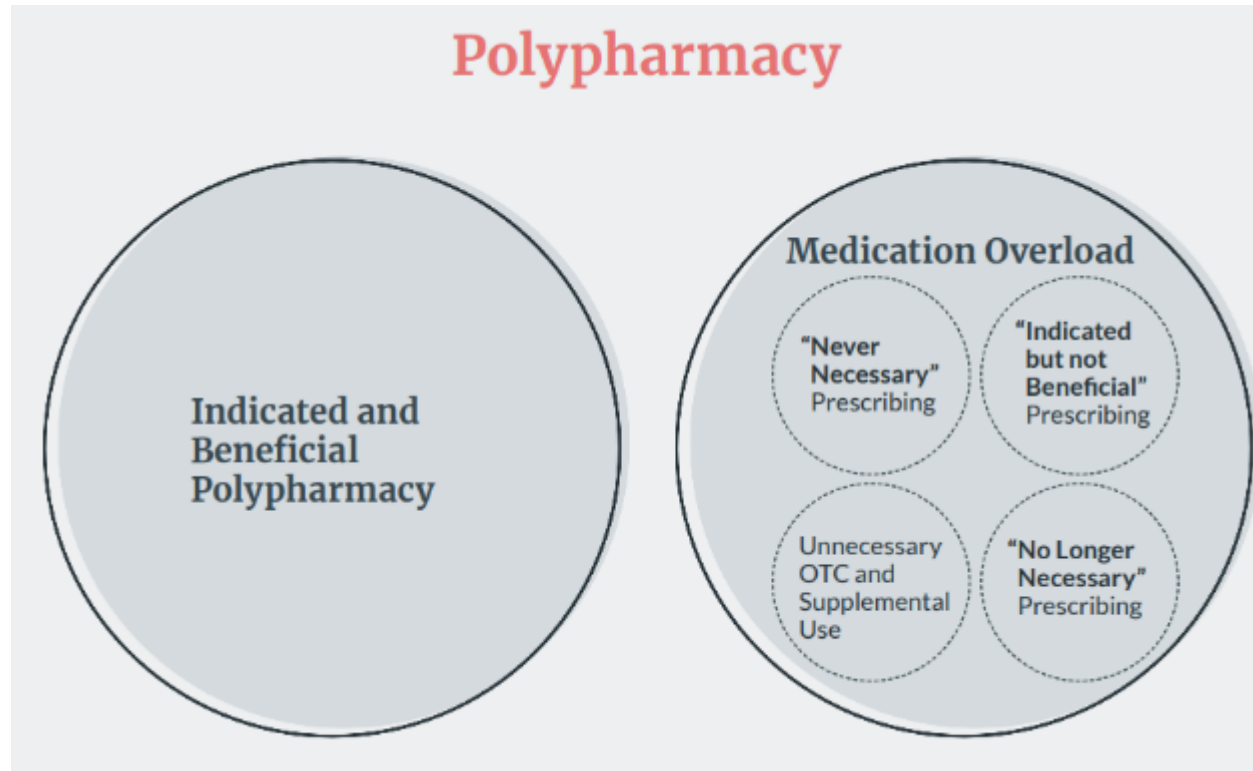 Polypharmacy
Indicated and
Beneficial
Polypharmacy
Medication Overload
“Never
Necessary”
Prescribing
“Indicated
but not
Beneficial”
Prescribing
Unnecessary
OTC and
Supplemental
Use
“No Longer
Necessary”
Prescribing